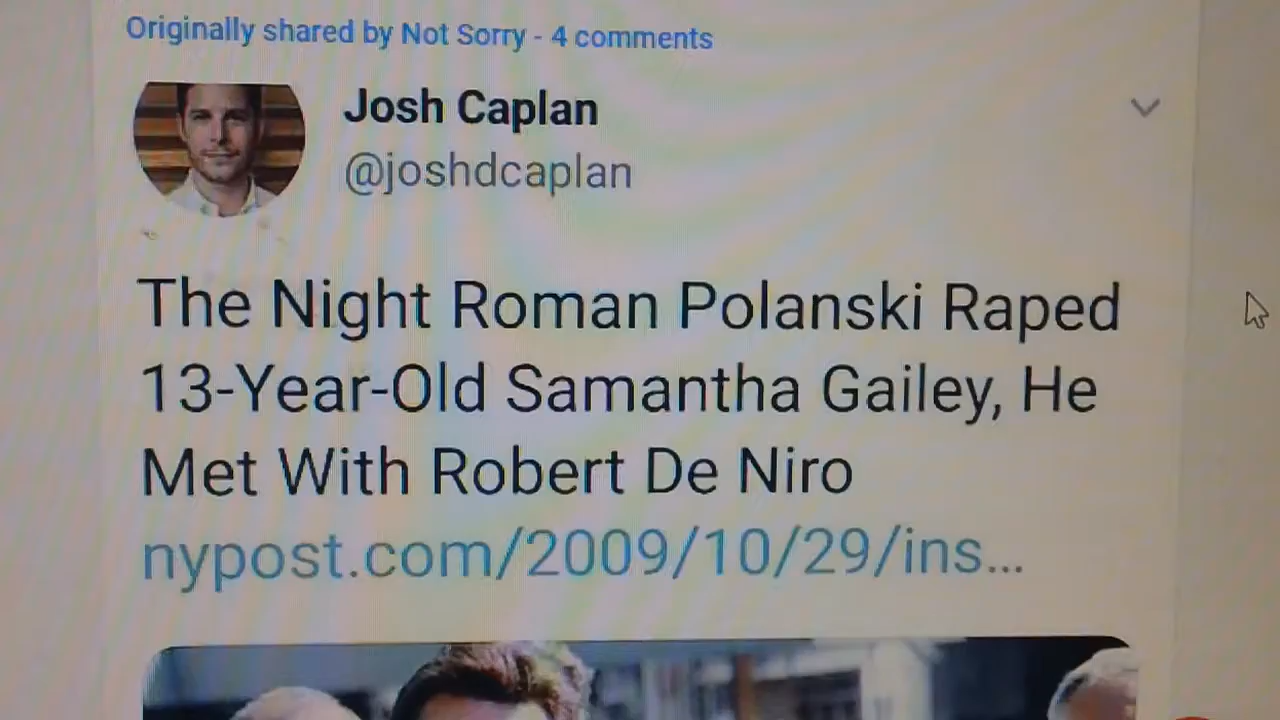 Originally shared by Not Sorry - 4 comments
Josh Caplan
@joshdcaplan
The Night Roman Polanski Raped
13-Year-Old Samantha Gailey, He
Met With Robert De Niro
nypost.com/2009/10/29/ins...